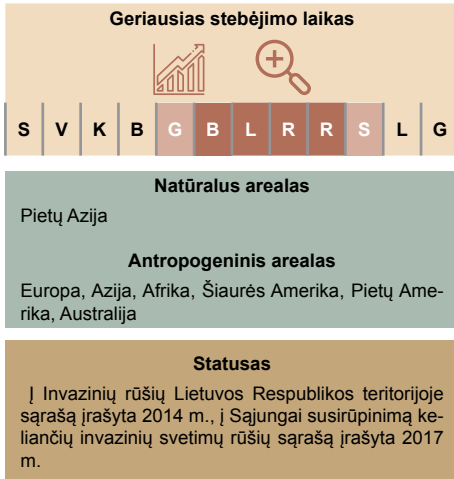 Geriausias stebėjimo laikas
S V K B G B L R R S L G
Natūralus arealas
Pietų Azija
Antropogeninis arealas
Europa, Azija, Afrika, Šiaurės Amerika, Pietų Ame-
rika, Australija
Statusas
Į Invazinių rūšių Lietuvos Respublikos teritorijoje
sąrašą įrašyta 2014 m., į Sąjungai susirūpinimą ke-
liančių invazinių svetimų rūšių sąrašą įrašyta 2017
m.